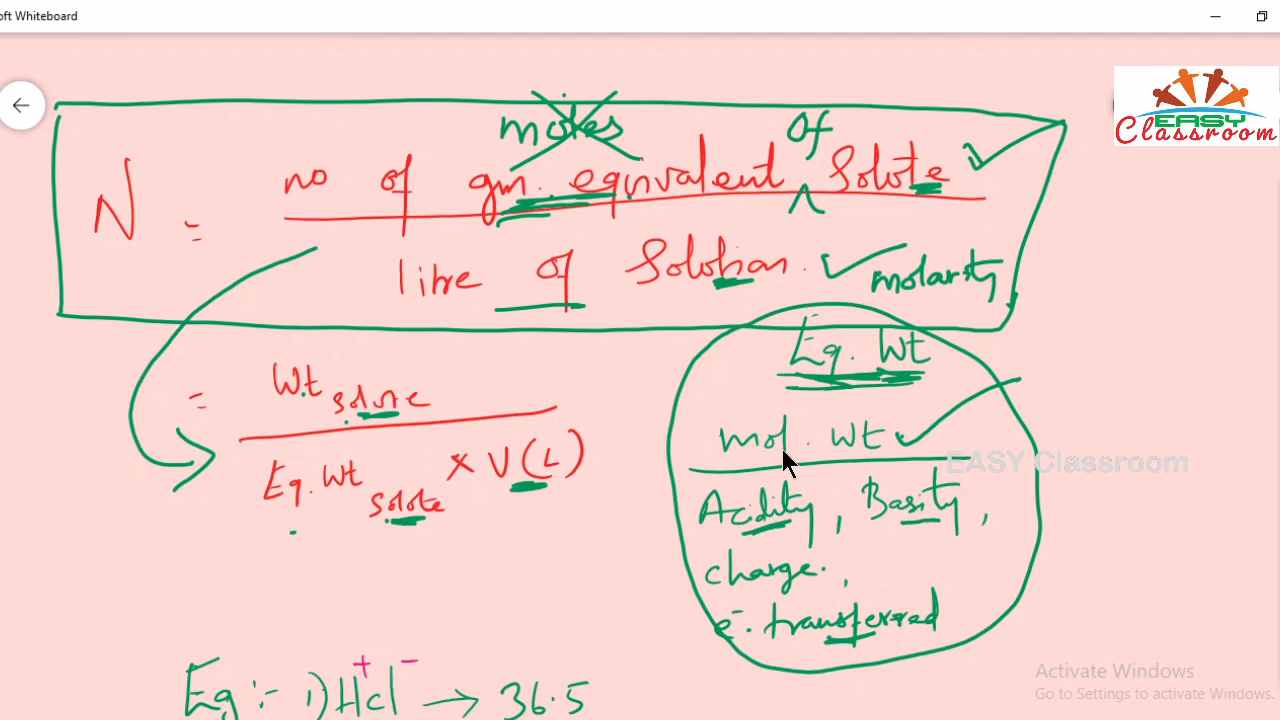 oft Whiteboard
EASY
Classroom
moles of
N = no of gm. equivalent solute
litre of Solution. molarity
Eq. Wt
= Wt solute
Eq. Wt solute x V(L)
mol. Wt
EASY Classroom
Acidity, Basity,
charge.,
e-. transferred
Activate Windows
Go to Settings to activate Windows.
Eg :- 1) H+Cl- → 36.5